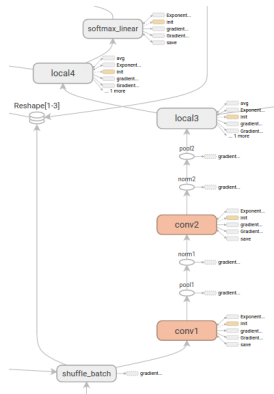 Exponent...
init
softmax_linear
gradient...
Gradient...
save
avg
Exponent...
local4
init
gradient...
Gradient...
... 1 more
Reshape[1-3]
avg
Exponent...
local3
init
gradient...
Gradient...
... 1 more
pool2
gradient...
norm2
gradient...
Exponent...
conv2
init
gradient...
Gradient...
save
norm1
gradient...
pool1
gradient...
Exponent...
conv1
init
gradient...
Gradient...
save
shuffle_batch
gradient...